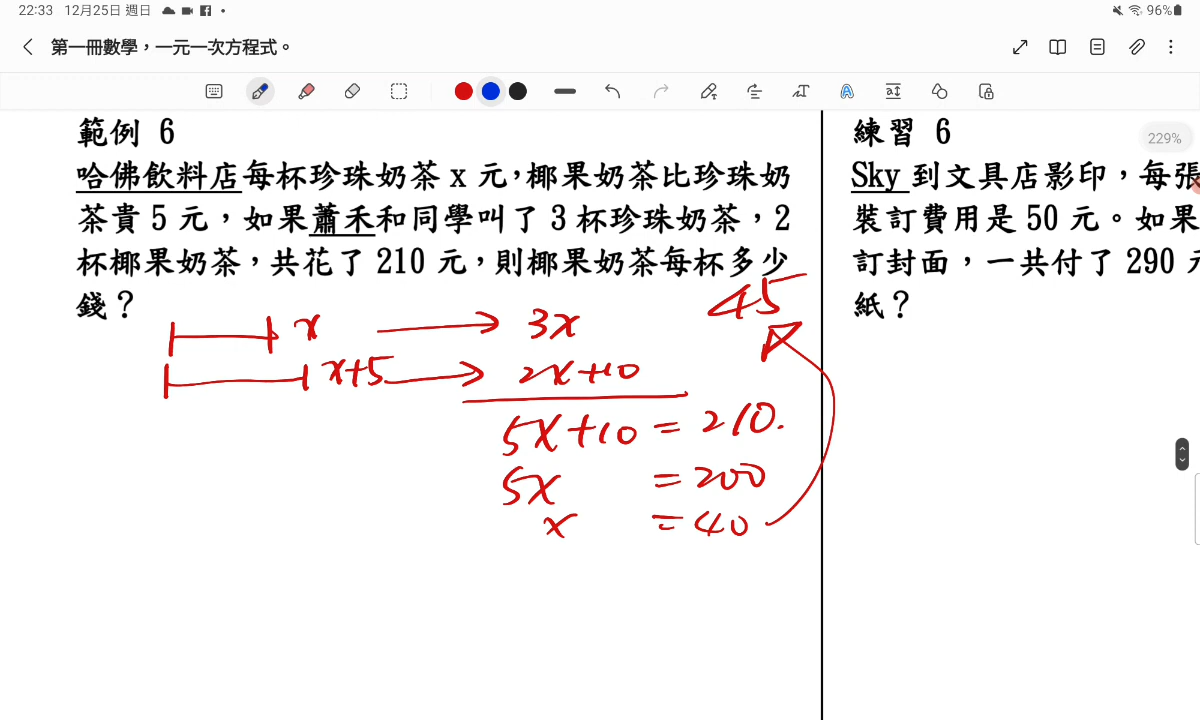 22:33 12月25日 週日
96%
第一冊數學，一元一次方程式。
229%
範例 6
哈佛飲料店每杯珍珠奶茶 x 元，椰果奶茶比珍珠奶
茶貴 5 元，如果蕭禾和同學叫了 3 杯珍珠奶茶，2
杯椰果奶茶，共花了 210 元，則椰果奶茶每杯多少
錢？
45
x 3x
x+5 2x+10
5x+10 = 210.
5x = 200
x = 40
練習 6
Sky 到文具店影印，每張
裝訂費用是 50 元。如果
訂封面，一共付了 290 元
紙？